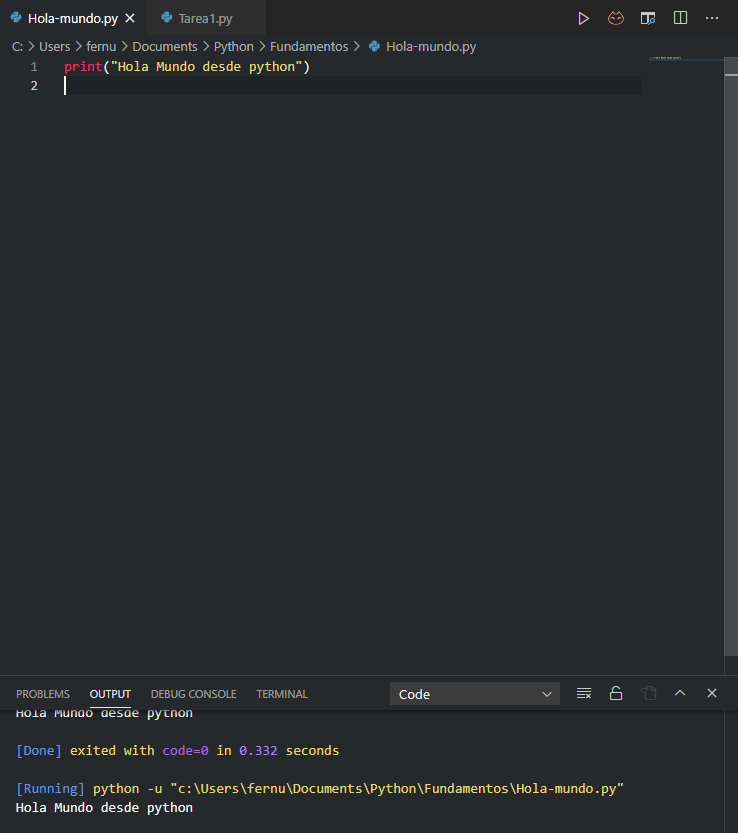 Hola-mundo.py Tarea1.py
C: > Users > fernu > Documents > Python > Fundamentos > Hola-mundo.py
1 print("Hola Mundo desde python")
2
PROBLEMS OUTPUT DEBUG CONSOLE TERMINAL Code
Hola Mundo desde python
[Done] exited with code=0 in 0.332 seconds
[Running] python -u "c:\Users\fernu\Documents\Python\Fundamentos\Hola-mundo.py"
Hola Mundo desde python